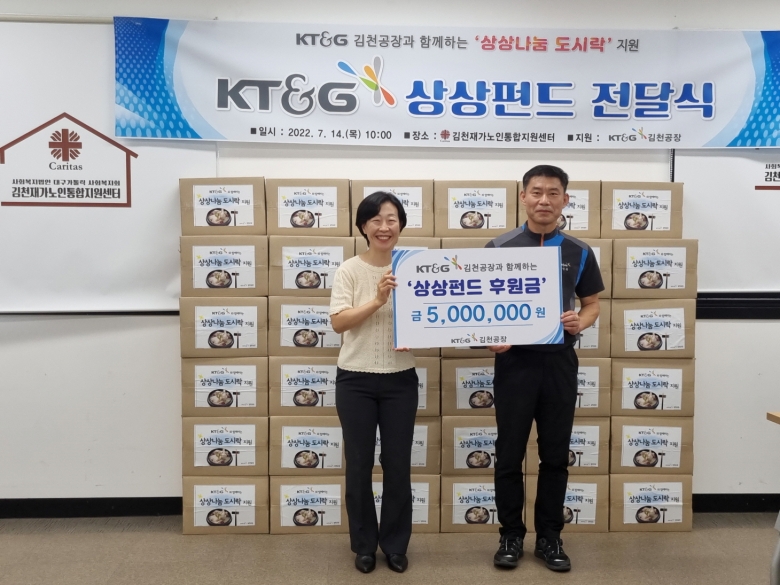 KT&G 김천공장과 함께하는 '상상나눔 도시락' 지원
KT&G 상상펀드 전달식
■ 일시 : 2022. 7. 14.(목) 10:00 ■ 장소 : 김천재가노인통합지원센터 ■ 지원 : KT&G 김천공장
Caritas
사회복지법인 대구가톨릭 사회복지회
김천재가노인통합지원센터
KT&G 김천공장과 함께하는
'상상펀드 후원금'
금 5,000,000 원
KT&G 김천공장
KT&G
상상나눔 도시락 지원